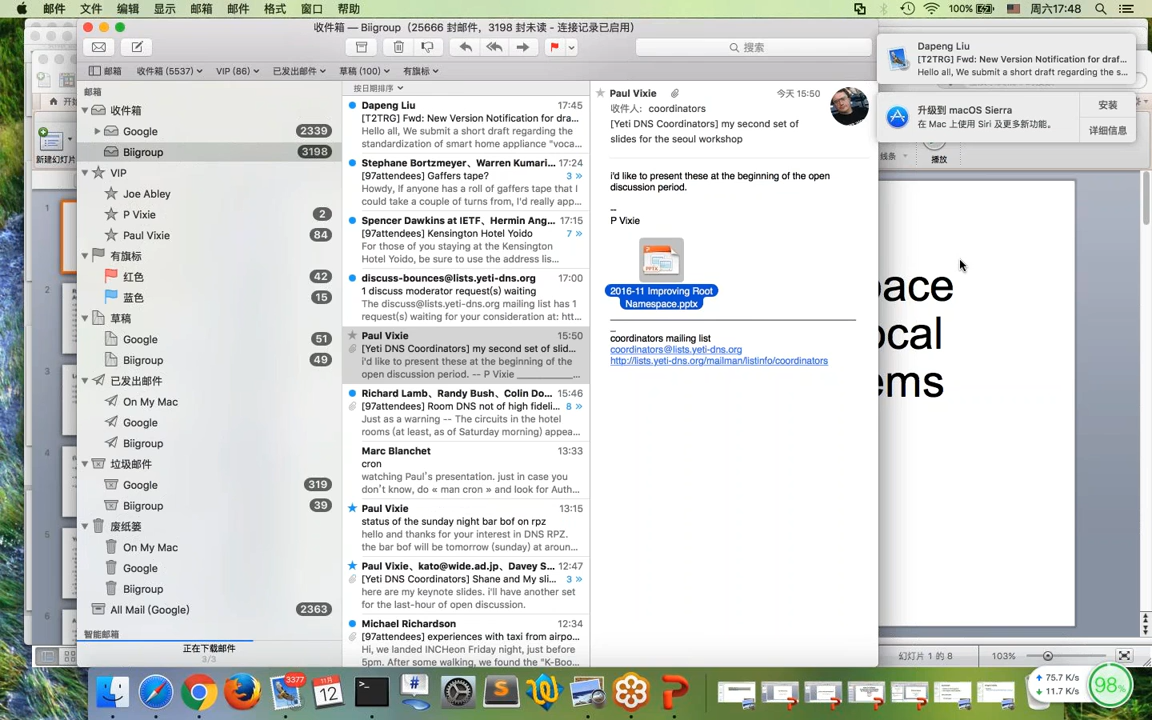 邮件 文件 编辑 显示 邮箱 邮件 格式 窗口 帮助
100% 周六17:48
收件箱 — Biigroup（25666 封邮件，3198 封未读 - 连接记录已启用）
搜索
邮箱 收件箱 (5537) VIP (86) 已发出邮件 草稿 (100) 有旗标
邮箱
收件箱
Google 2339
Biigroup 3198
VIP
Joe Abley
P Vixie 2
Paul Vixie 84
有旗标
红色 42
蓝色 15
草稿
Google 51
Biigroup 49
已发出邮件
On My Mac
Google
Biigroup
垃圾邮件
Google 319
Biigroup 39
废纸篓
On My Mac
Google
Biigroup
All Mail (Google) 2363
智能邮箱
正在下载邮件
3/3
按日期排序
Dapeng Liu 17:45
[T2TRG] Fwd: New Version Notification for dra...
Hello all, We submit a short draft regarding the
standardization of smart home appliance "voca...
Stephane Bortzmeyer、Warren Kumari... 17:24
[97attendees] Gaffers tape? 3 »
Howdy, If anyone has a roll of gaffers tape that I
could take a couple of turns from, I'd really app...
Spencer Dawkins at IETF、Hermin Ang... 17:15
[97attendees] Kensington Hotel Yoido 7 »
For those of you staying at the Kensington
Hotel Yoido, be sure to use the address lis...
discuss-bounces@lists.yeti-dns.org 17:00
1 discuss moderator request(s) waiting
The discuss@lists.yeti-dns.org mailing list has 1
request(s) waiting for your consideration at: htt...
Paul Vixie 15:50
[Yeti DNS Coordinators] my second set of slid...
i'd like to present these at the beginning of the
open discussion period. -- P Vixie ___________...
Richard Lamb、Randy Bush、Colin Do... 15:46
[97attendees] Room DNS not of high fideli... 8 »
Just as a warning -- The circuits in the hotel
rooms (at least, as of Saturday morning) appea...
Marc Blanchet 13:33
cron
watching Paul's presentation. just in case you
don't know, do « man cron » and look for Auth...
Paul Vixie 13:15
status of the sunday night bar bof on rpz
hello and thanks for your interest in DNS RPZ.
the bar bof will be tomorrow (sunday) at aroun...
Paul Vixie、kato@wide.ad.jp、Davey S... 12:47
[Yeti DNS Coordinators] Shane and My sli... 3 »
here are my keynote slides. i'll have another set
for the last-hour of open discussion.
Michael Richardson 12:34
[97attendees] experiences with taxi from airpo...
Hi, we landed INCHeon Friday night, just before
5pm. After some walking, we found the "K-Boo...
Paul Vixie 今天 15:50
收件人: coordinators
[Yeti DNS Coordinators] my second set of
slides for the seoul workshop
i'd like to present these at the beginning of the open
discussion period.
--
P Vixie
PPTX
2016-11 Improving Root
Namespace.pptx
coordinators mailing list
coordinators@lists.yeti-dns.org
http://lists.yeti-dns.org/mailman/listinfo/coordinators
Dapeng Liu
[T2TRG] Fwd: New Version Notification for draf...
Hello all, We submit a short draft regarding the s...
升级到 macOS Sierra
在 Mac 上使用 Siri 及更多新功能。
安装
详细信息
开始
新建幻灯片
线条
播放
1
2
3
4
5
6
pace
ocal
ems
幻灯片 1 的 8 103%
3377
11月
12
75.7 K/s
11.7 K/s
98%